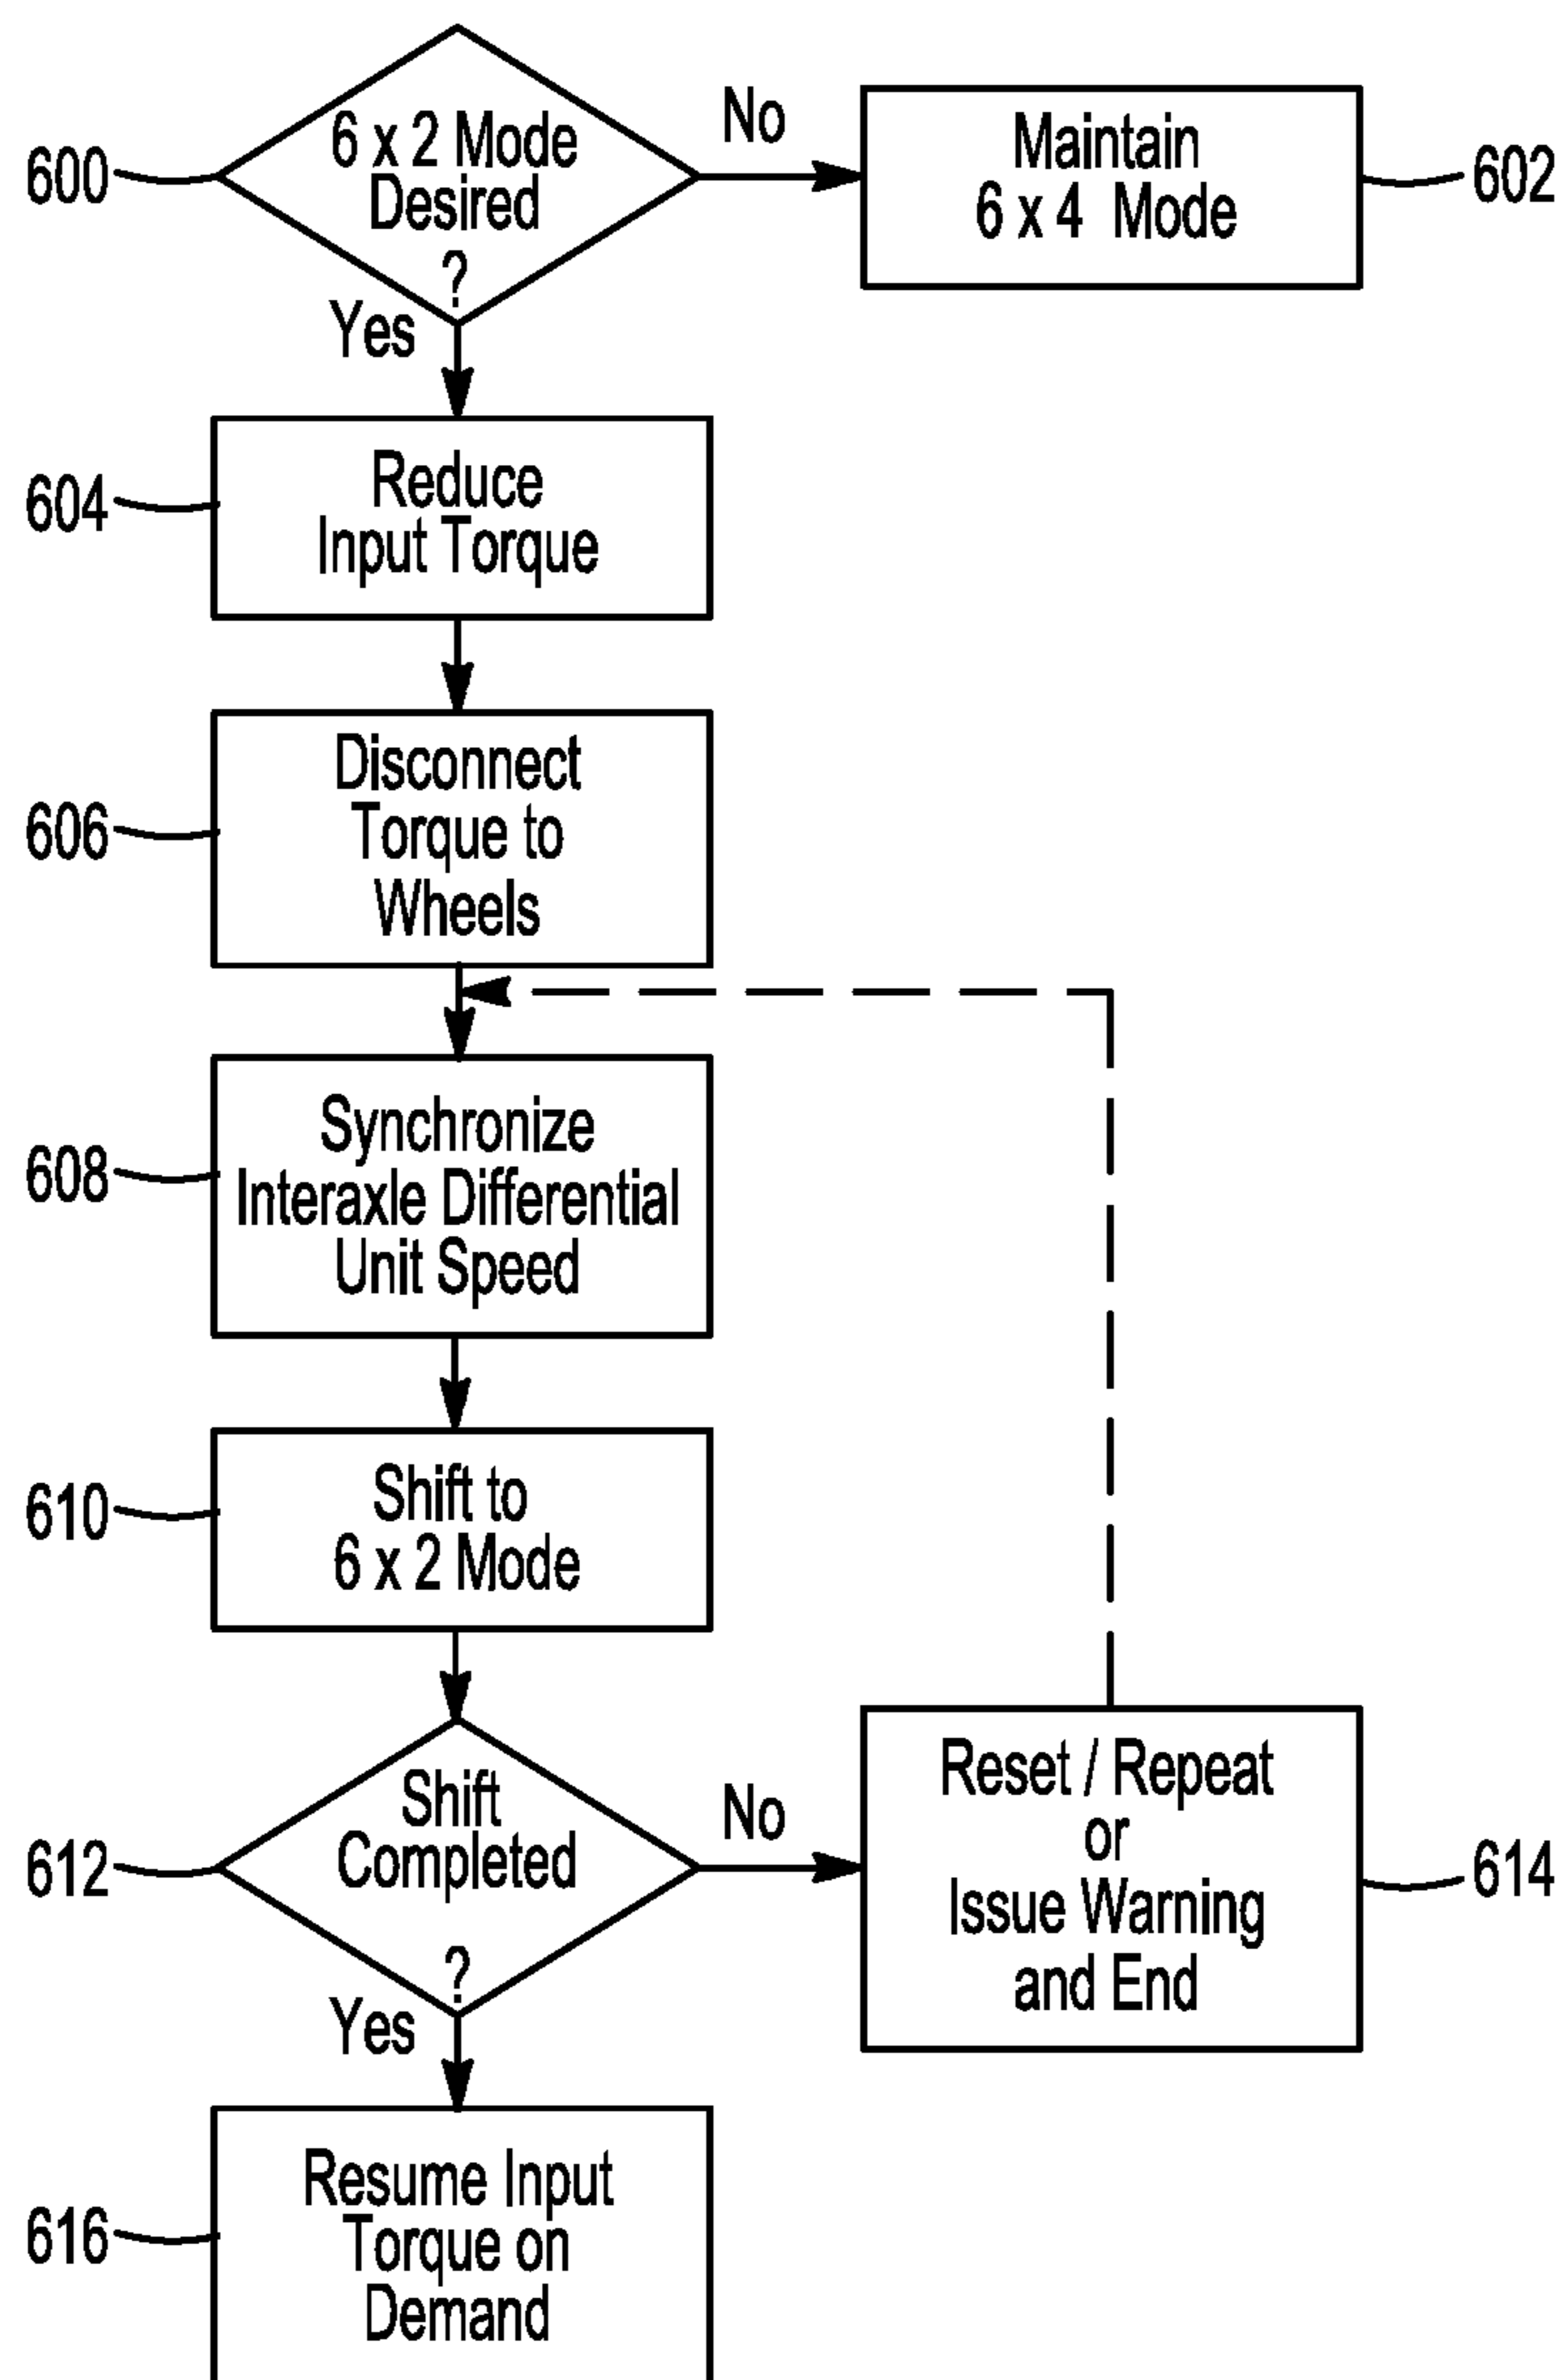 6 x 2 Mode
Desired
?
600
No
Maintain
6 x 4 Mode
602
Yes
604
Reduce
Input Torque
606
Disconnect
Torque to
Wheels
608
Synchronize
Interaxle Differential
Unit Speed
610
Shift to
6 x 2 Mode
612
Shift
Completed
?
No
Reset / Repeat
or
Issue Warning
and End
614
Yes
616
Resume Input
Torque on
Demand